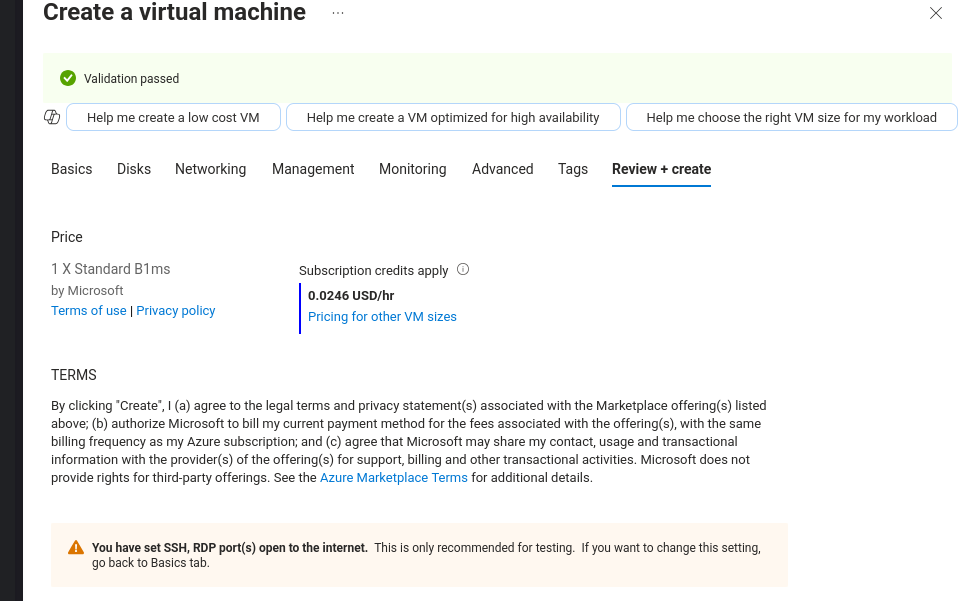 Create a virtual machine ...
Validation passed
Help me create a low cost VM
Help me create a VM optimized for high availability
Help me choose the right VM size for my workload
Basics Disks Networking Management Monitoring Advanced Tags Review + create
Price
1 X Standard B1ms
by Microsoft
Terms of use | Privacy policy
Subscription credits apply
0.0246 USD/hr
Pricing for other VM sizes
TERMS
By clicking "Create", I (a) agree to the legal terms and privacy statement(s) associated with the Marketplace offering(s) listed
above; (b) authorize Microsoft to bill my current payment method for the fees associated with the offering(s), with the same
billing frequency as my Azure subscription; and (c) agree that Microsoft may share my contact, usage and transactional
information with the provider(s) of the offering(s) for support, billing and other transactional activities. Microsoft does not
provide rights for third-party offerings. See the Azure Marketplace Terms for additional details.
You have set SSH, RDP port(s) open to the internet. This is only recommended for testing. If you want to change this setting,
go back to Basics tab.